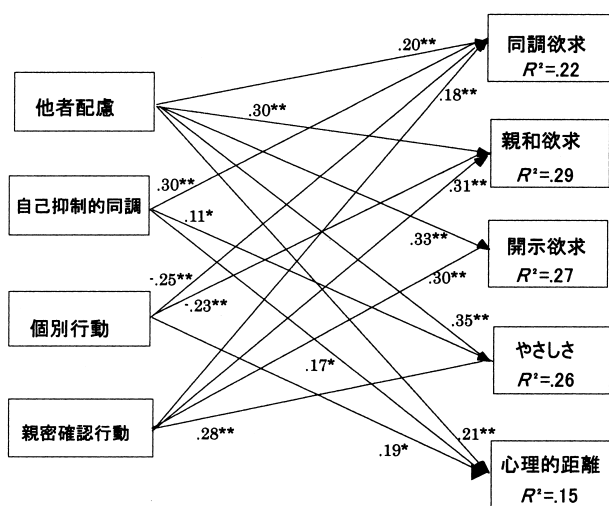 他者配慮
自己抑制的同調
個別行動
親密確認行動
.20**
.18**
.30**
.31**
.30**
.11*
.33**
-.25**
.30**
-.23**
.35**
.17*
.28**
.21**
.19*
同調欲求
R²=.22
親和欲求
R²=.29
開示欲求
R²=.27
やさしさ
R²=.26
心理的距離
R²=.15